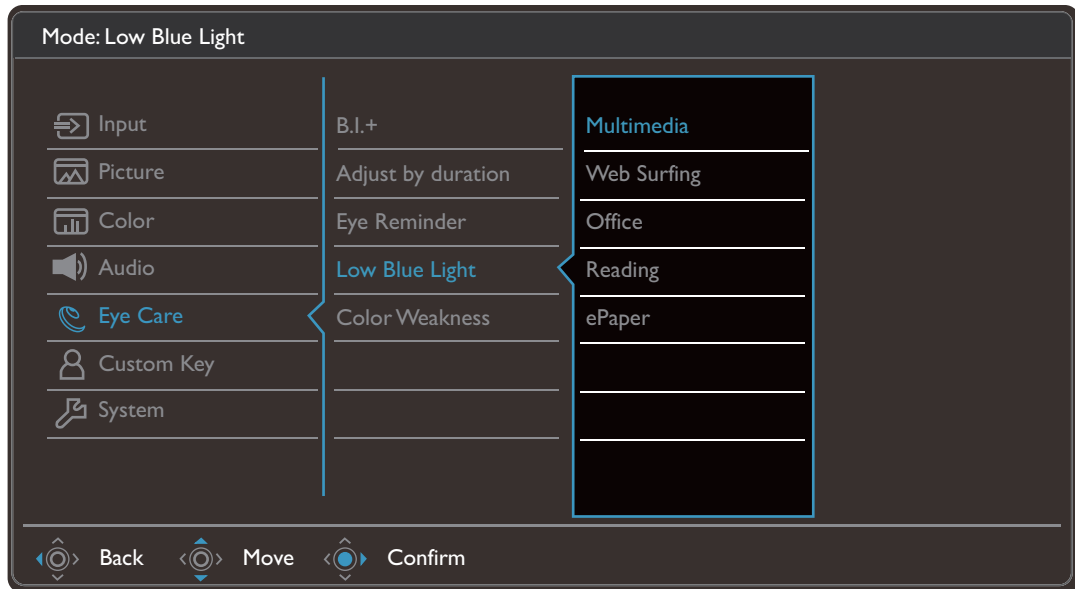 Mode: Low Blue Light
Input
Picture
Color
Audio
Eye Care
Custom Key
System
B.I.+
Adjust by duration
Eye Reminder
Low Blue Light
Color Weakness
Multimedia
Web Surfing
Office
Reading
ePaper
Back Move Confirm